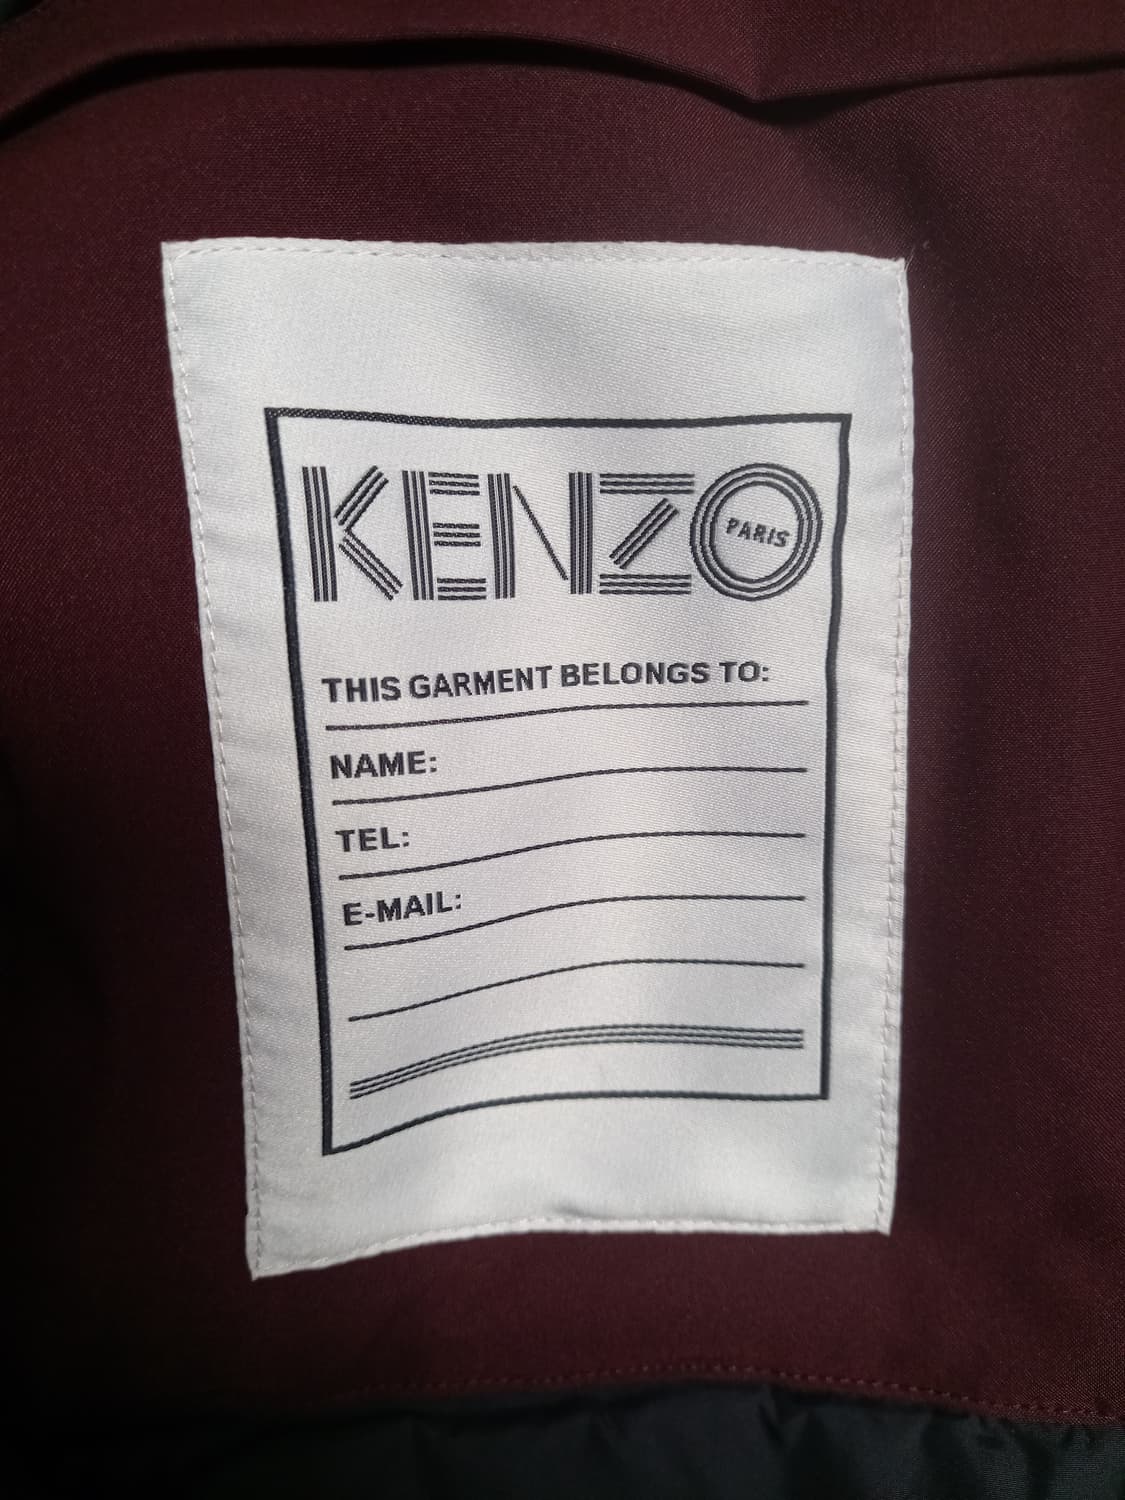 KENZO
PARIS
THIS GARMENT BELONGS TO:
NAME:
TEL:
E-MAIL: